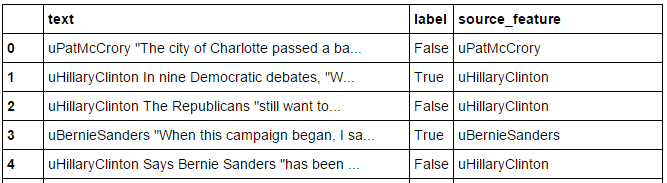 text label source_feature
0 uPatMcCrory "The city of Charlotte passed a ba... False uPatMcCrory
1 uHillaryClinton In nine Democratic debates, "W... True uHillaryClinton
2 uHillaryClinton The Republicans "still want to... False uHillaryClinton
3 uBernieSanders "When this campaign began, I sa... True uBernieSanders
4 uHillaryClinton Says Bernie Sanders "has been ... False uHillaryClinton